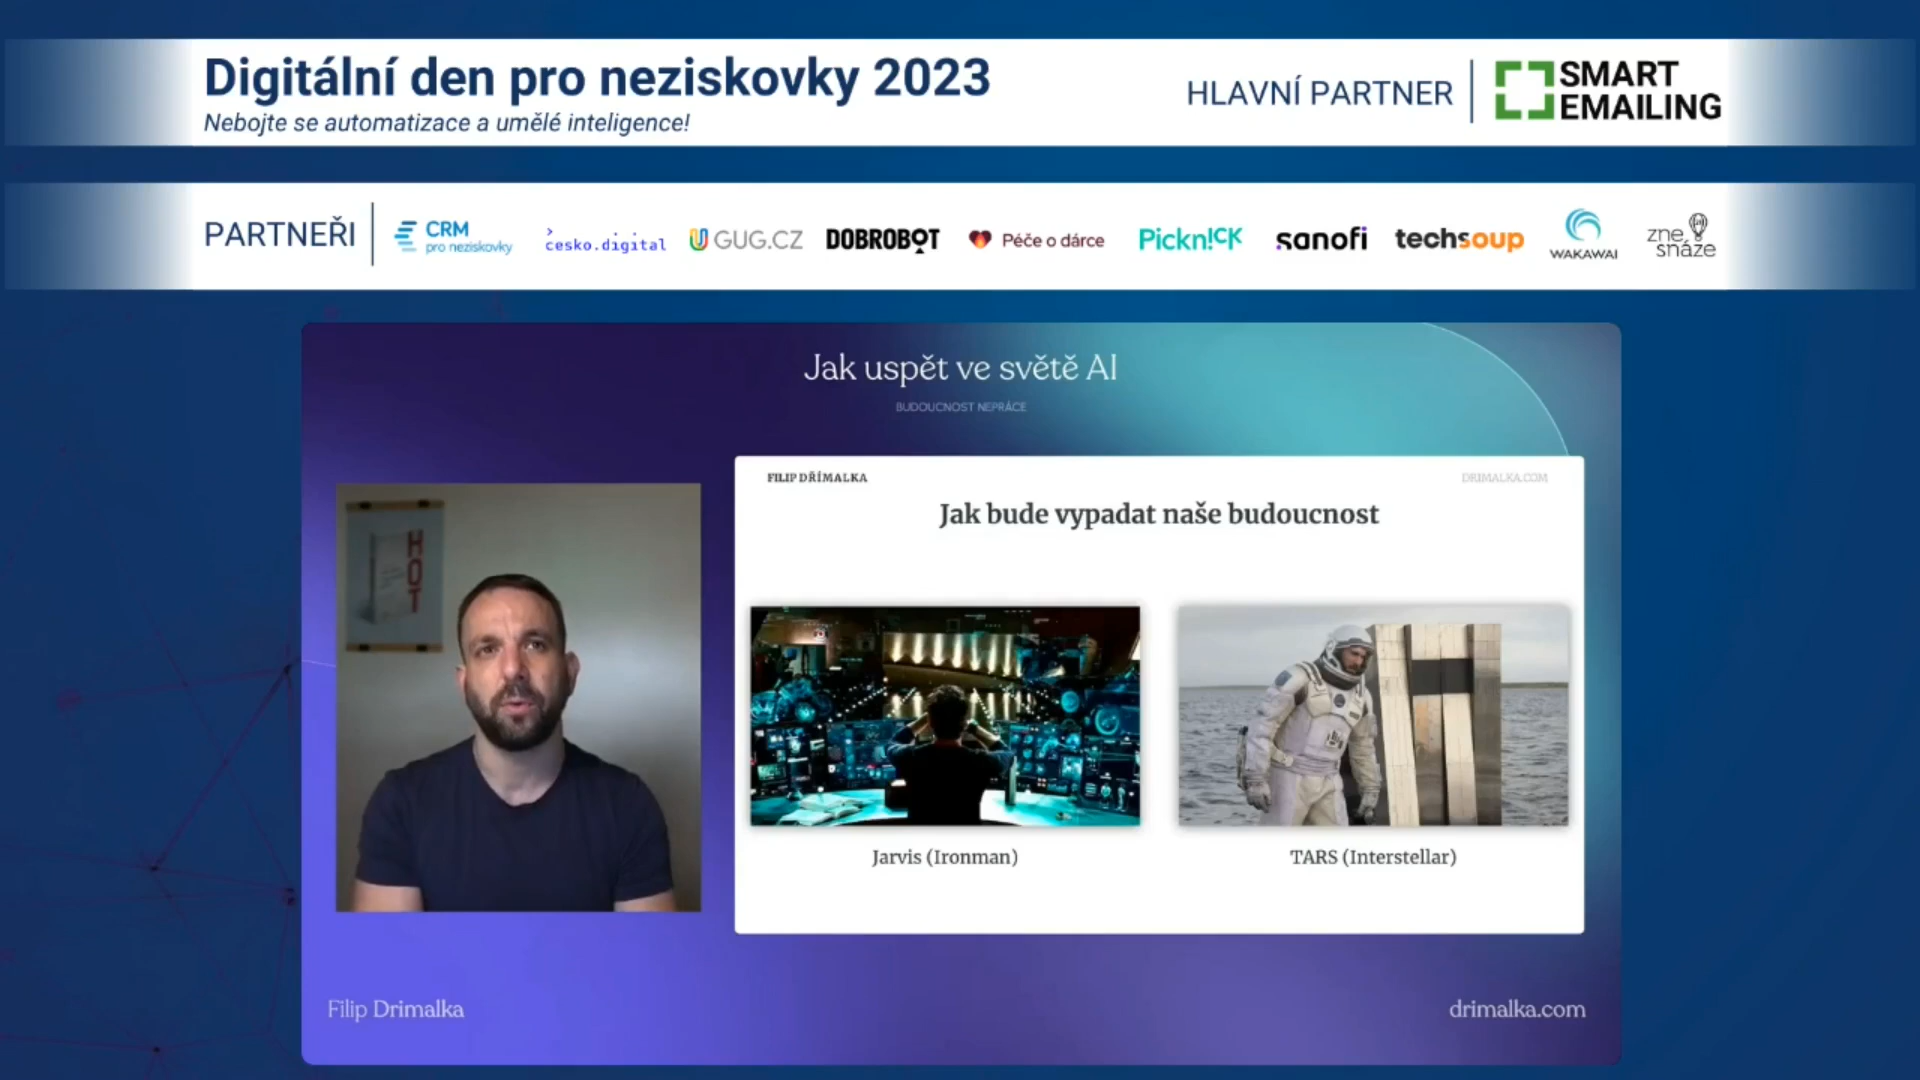 Digitální den pro neziskovky 2023
Nebojte se automatizace a umělé inteligence!
HLAVNÍ PARTNER
SMART
EMAILING
PARTNEŘI
CRM
pro neziskovky
cesko.digital
GUG.CZ
DOBROBOT
Péče o dárce
Pickn!CK
sanofi
techsoup
WAKAWAI
zne
snáze
Jak uspět ve světě AI
BUDOUCNOST NEPRÁCE
FILIP DŘÍMALKA
DRIMALKA.COM
Jak bude vypadat naše budoucnost
HOT
Jarvis (Ironman)
TARS (Interstellar)
Filip Drimalka
drimalka.com